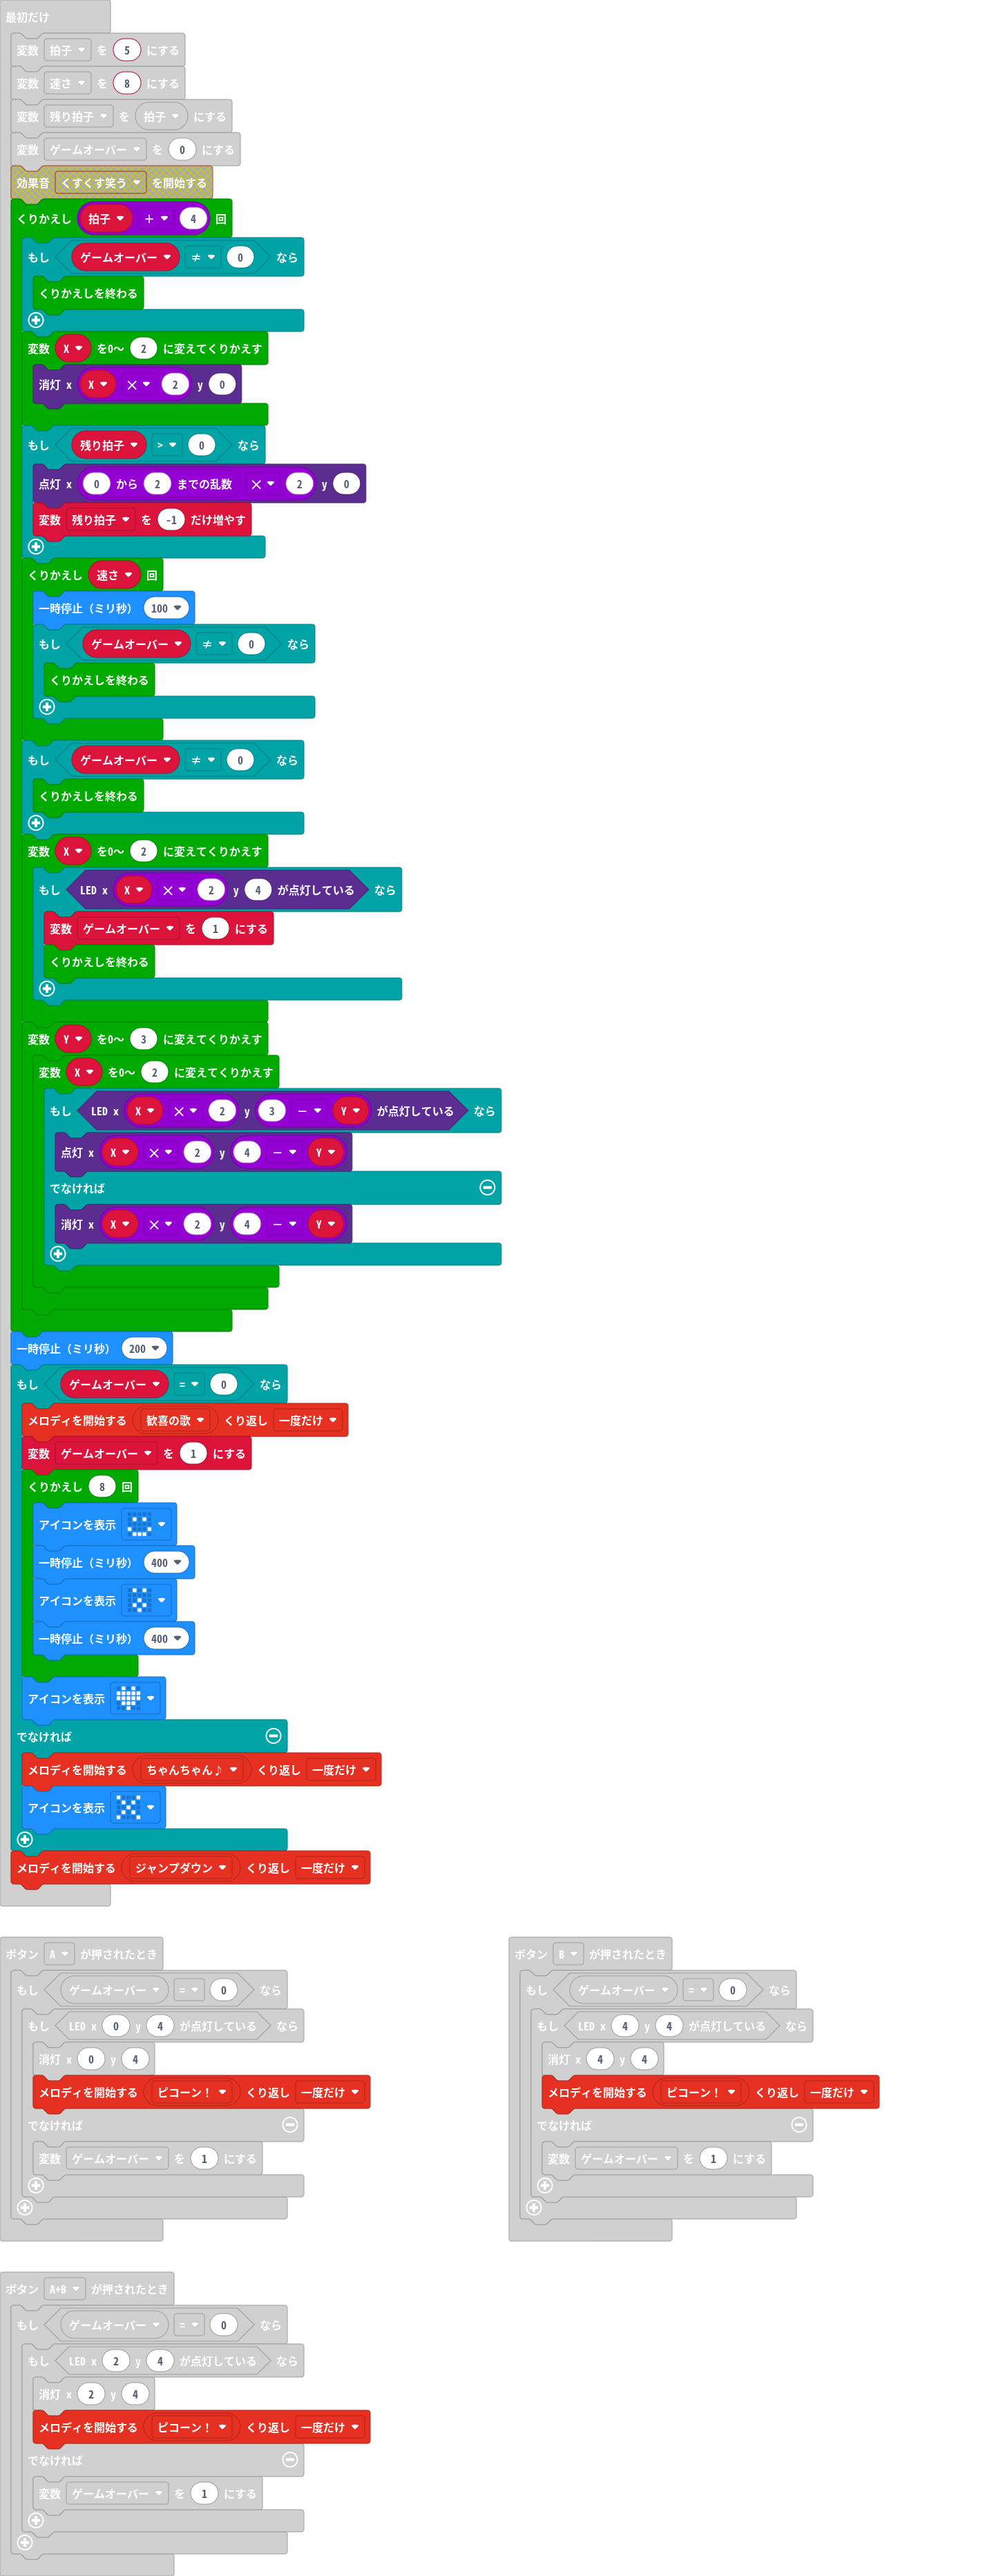 最初だけ
変数 拍子 を 5 にする
変数 速さ を 8 にする
変数 残り拍子 を 拍子 にする
変数 ゲームオーバー を 0 にする
効果音 くすくす笑う を開始する
くりかえし 拍子 + 4 回
もし ゲームオーバー ≠ 0 なら
くりかえしを終わる
変数 X を0〜 2 に変えてくりかえす
消灯 x X × 2 y 0
もし 残り拍子 > 0 なら
点灯 x 0 から 2 までの乱数 × 2 y 0
変数 残り拍子 を -1 だけ増やす
くりかえし 速さ 回
一時停止（ミリ秒） 100
もし ゲームオーバー ≠ 0 なら
くりかえしを終わる
もし ゲームオーバー ≠ 0 なら
くりかえしを終わる
変数 X を0〜 2 に変えてくりかえす
もし LED x X × 2 y 4 が点灯している なら
変数 ゲームオーバー を 1 にする
くりかえしを終わる
変数 Y を0〜 3 に変えてくりかえす
変数 X を0〜 2 に変えてくりかえす
もし LED x X × 2 y 3 - Y が点灯している なら
点灯 x X × 2 y 4 - Y
でなければ
消灯 x X × 2 y 4 - Y
一時停止（ミリ秒） 200
もし ゲームオーバー = 0 なら
メロディを開始する 歓喜の歌 くり返し 一度だけ
変数 ゲームオーバー を 1 にする
くりかえし 8 回
アイコンを表示
一時停止（ミリ秒） 400
アイコンを表示
一時停止（ミリ秒） 400
アイコンを表示
でなければ
メロディを開始する ちゃんちゃん♪ くり返し 一度だけ
アイコンを表示
メロディを開始する ジャンプダウン くり返し 一度だけ
ボタン A が押されたとき
もし ゲームオーバー = 0 なら
もし LED x 0 y 4 が点灯している なら
消灯 x 0 y 4
メロディを開始する ピコーン！ くり返し 一度だけ
でなければ
変数 ゲームオーバー を 1 にする
ボタン B が押されたとき
もし ゲームオーバー = 0 なら
もし LED x 4 y 4 が点灯している なら
消灯 x 4 y 4
メロディを開始する ピコーン！ くり返し 一度だけ
でなければ
変数 ゲームオーバー を 1 にする
ボタン A+B が押されたとき
もし ゲームオーバー = 0 なら
もし LED x 2 y 4 が点灯している なら
消灯 x 2 y 4
メロディを開始する ピコーン！ くり返し 一度だけ
でなければ
変数 ゲームオーバー を 1 にする